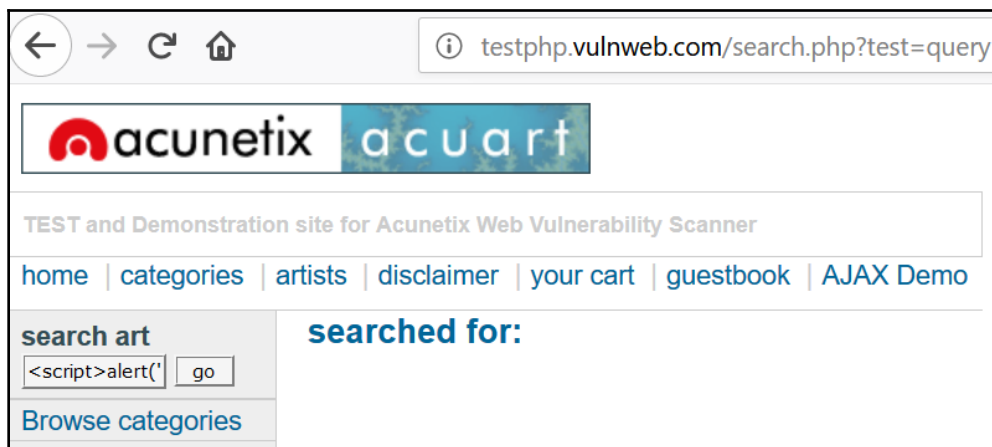 testphp.vulnweb.com/search.php?test=query
acunetix acuart
TEST and Demonstration site for Acunetix Web Vulnerability Scanner
home | categories | artists | disclaimer | your cart | guestbook | AJAX Demo
search art
searched for:
<script>alert(' go
Browse categories